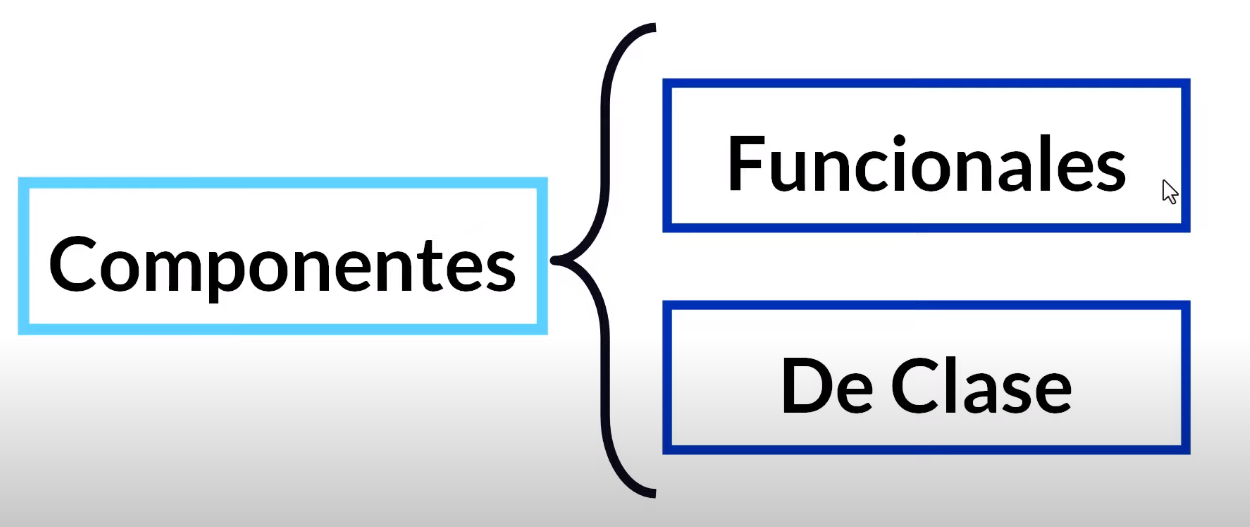 Componentes
Funcionales
De Clase